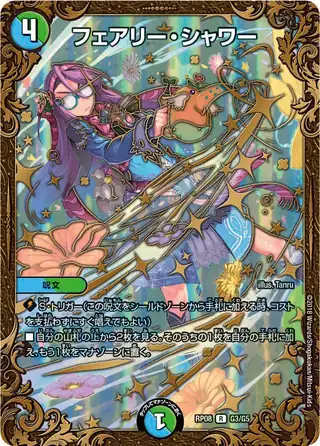 4
フェアリー・シャワー
illus. Tanru
呪文
S・トリガー(この呪文をシールドゾーンから手札に加える時、コスト
を支払わずにすぐ唱えてもよい)
■自分の山札の上から2枚を見る。そのうちの1枚を自分の手札に加
え、もう1枚をマナゾーンに置く。
©2018 Wizards/Shogakukan/Mitsui-Kids
1
RP08 R G3/G5